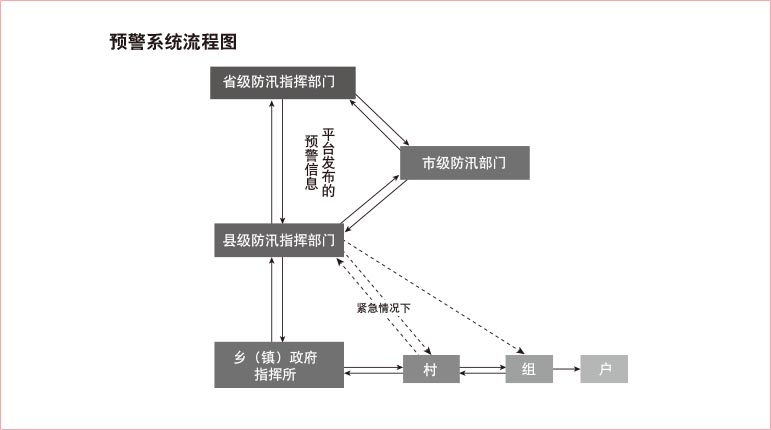 预警系统流程图
省级防汛指挥部门
平台发布的
预警信息
市级防汛部门
县级防汛指挥部门
紧急情况下
乡（镇）政府
指挥所
村
组
户